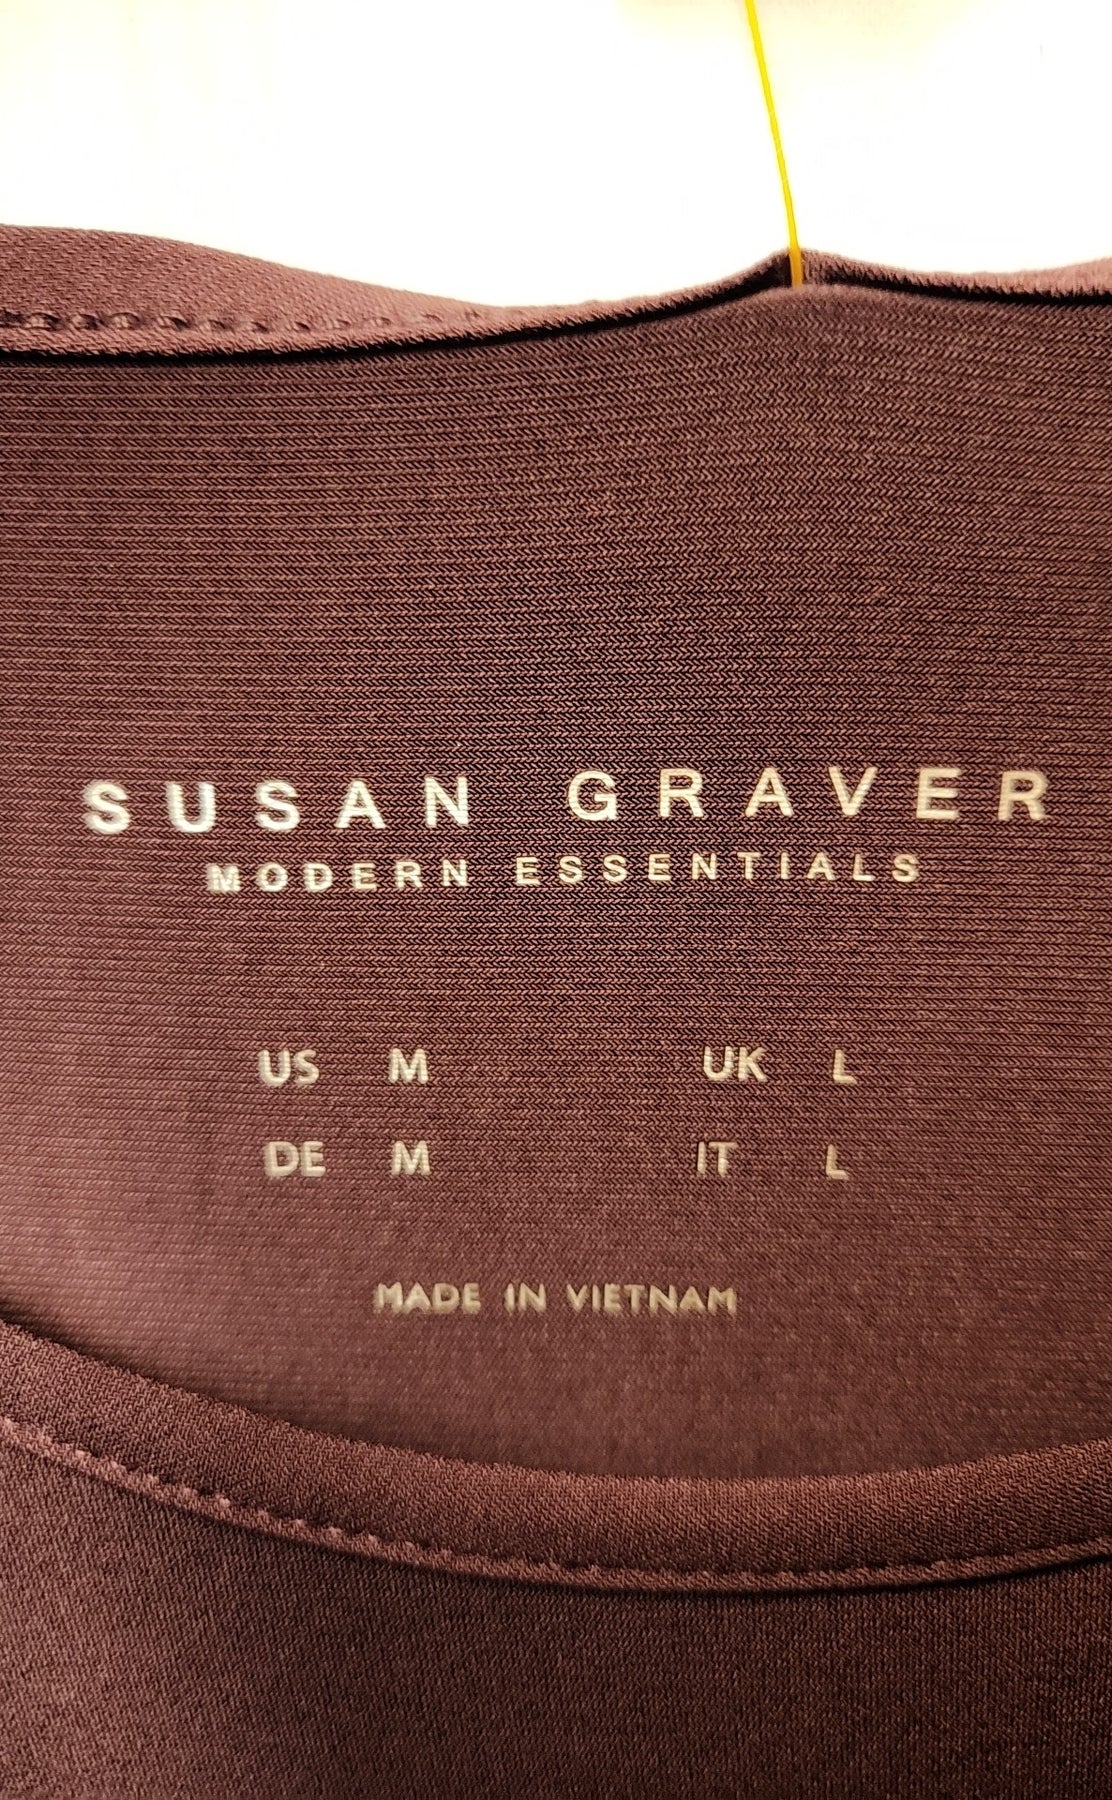 SUSAN GRAVER
MODERN ESSENTIALS
US M UK L
DE M IT L
MADE IN VIETNAM